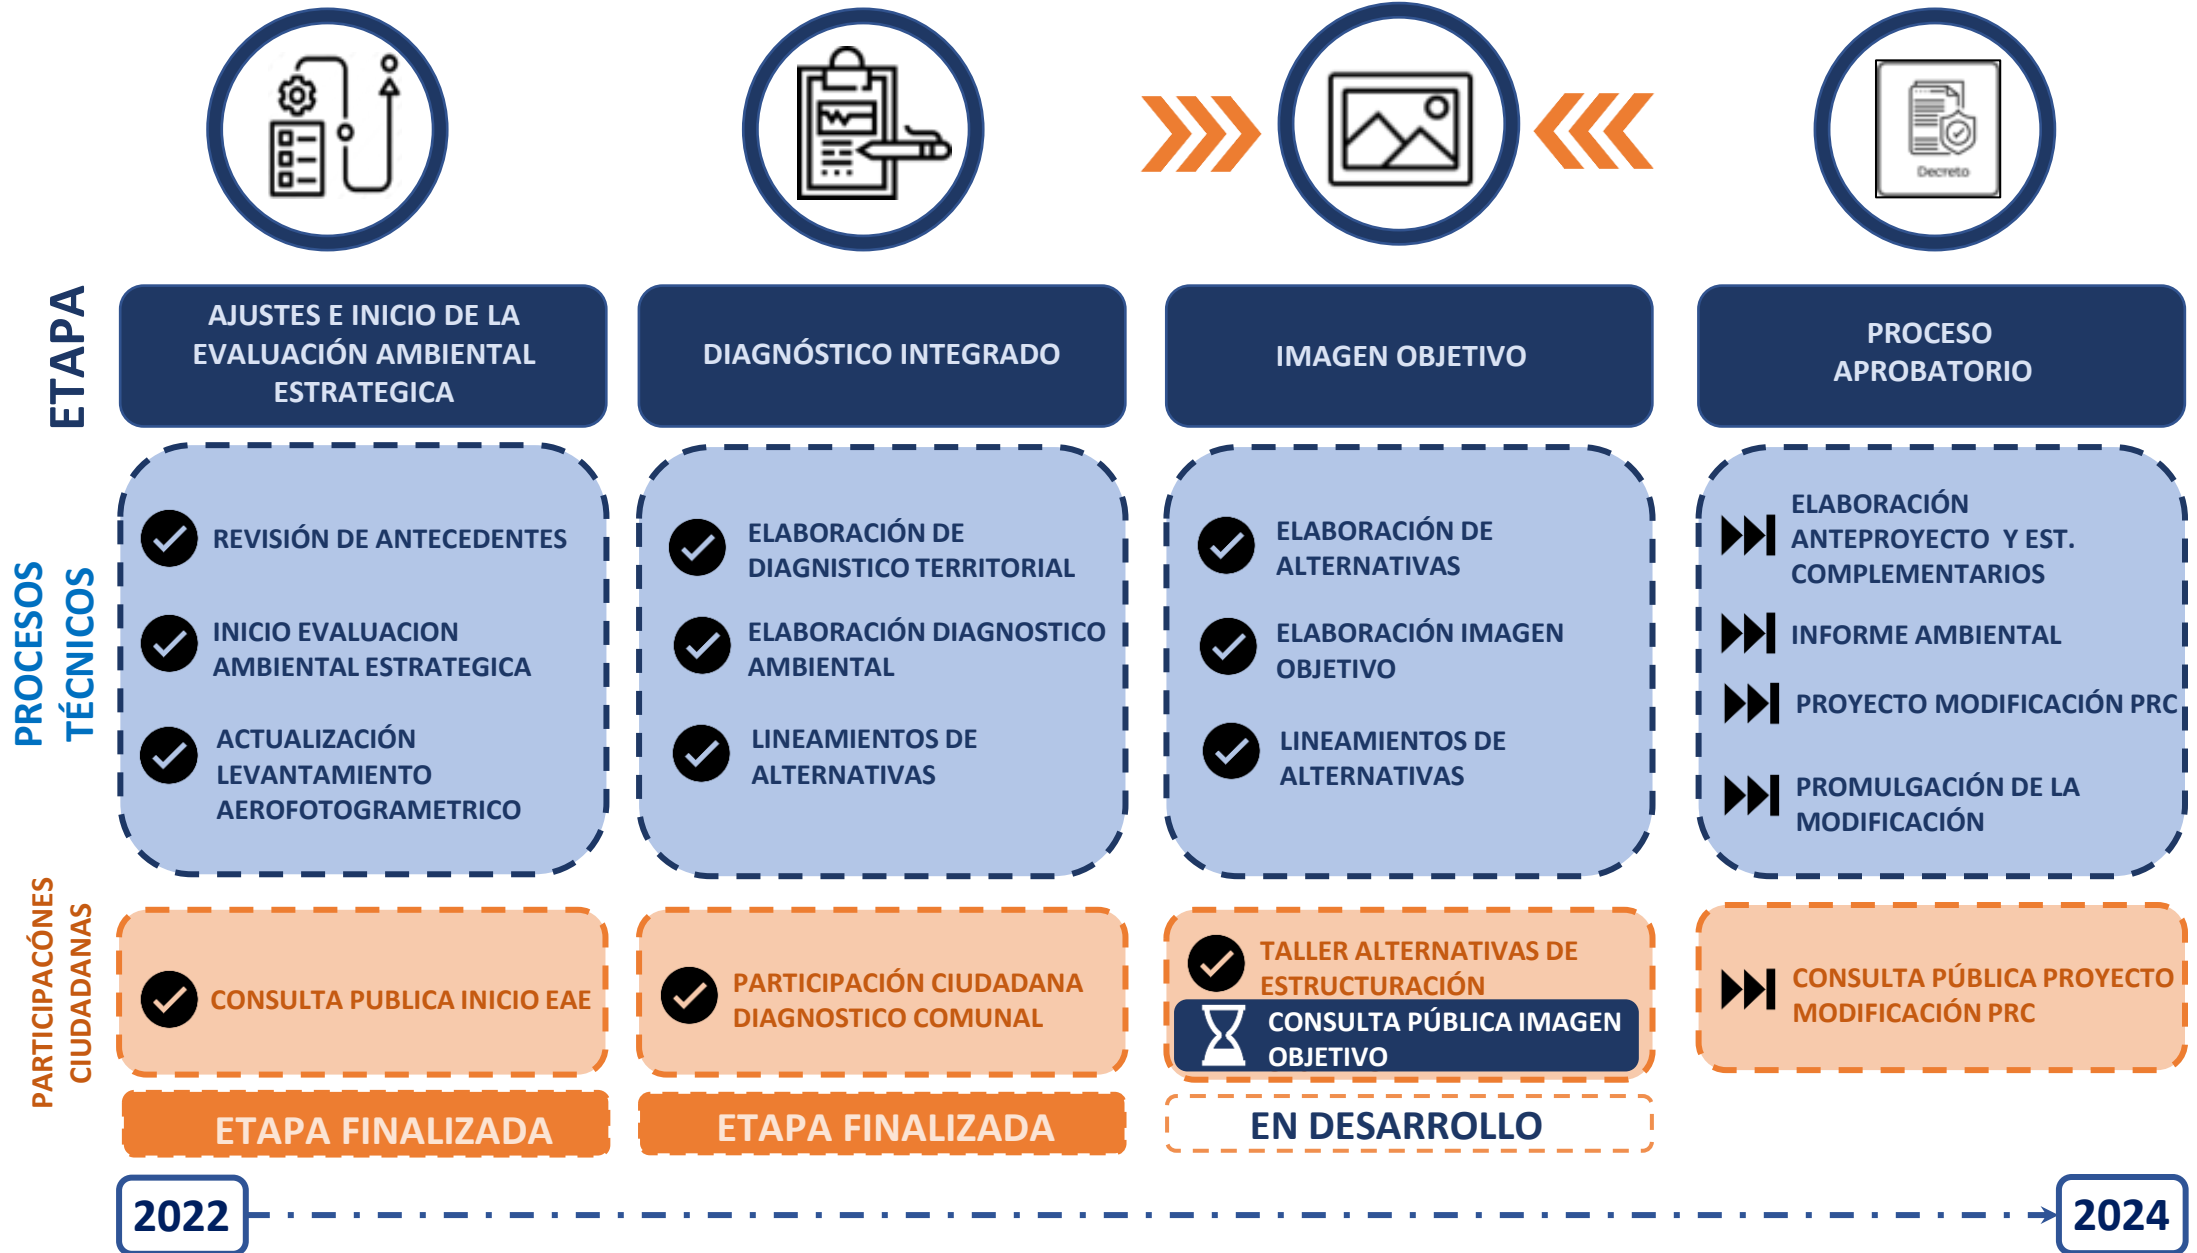 Decreto
ETAPA
AJUSTES E INICIO DE LA
EVALUACIÓN AMBIENTAL
ESTRATEGICA
DIAGNÓSTICO INTEGRADO
IMAGEN OBJETIVO
PROCESO
APROBATORIO
PROCESOS
TÉCNICOS
REVISIÓN DE ANTECEDENTES
INICIO EVALUACION
AMBIENTAL ESTRATEGICA
ACTUALIZACIÓN
LEVANTAMIENTO
AEROFOTOGRAMETRICO
ELABORACIÓN DE
DIAGNISTICO TERRITORIAL
ELABORACIÓN DIAGNOSTICO
AMBIENTAL
LINEAMIENTOS DE
ALTERNATIVAS
ELABORACIÓN DE
ALTERNATIVAS
ELABORACIÓN IMAGEN
OBJETIVO
LINEAMIENTOS DE
ALTERNATIVAS
ELABORACIÓN
ANTEPROYECTO Y EST.
COMPLEMENTARIOS
INFORME AMBIENTAL
PROYECTO MODIFICACIÓN PRC
PROMULGACIÓN DE LA
MODIFICACIÓN
PARTICIPACÓNES
CIUDADANAS
CONSULTA PUBLICA INICIO EAE
PARTICIPACIÓN CIUDADANA
DIAGNOSTICO COMUNAL
TALLER ALTERNATIVAS DE
ESTRUCTURACIÓN
CONSULTA PÚBLICA IMAGEN
OBJETIVO
CONSULTA PÚBLICA PROYECTO
MODIFICACIÓN PRC
ETAPA FINALIZADA
ETAPA FINALIZADA
EN DESARROLLO
2022
2024